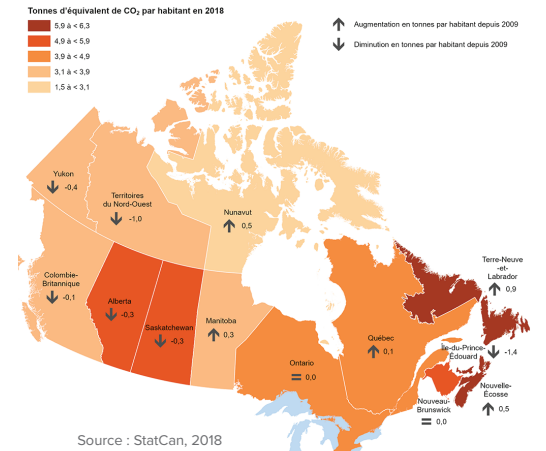 Tonnes d'équivalent de CO₂ par habitant en 2018
5,9 à < 6,3
4,9 à < 5,9
3,9 à < 4,9
3,1 à < 3,9
1,5 à < 3,1
Augmentation en tonnes par habitant depuis 2009
Diminution en tonnes par habitant depuis 2009
Yukon
-0,4
Territoires
du Nord-Ouest
-1,0
Nunavut
0,5
Colombie-
Britannique
-0,1
Alberta
-0,3
Saskatchewan
-0,3
Manitoba
0,3
Ontario
0,0
Québec
0,1
Terre-Neuve
-et-
Labrador
0,9
Île-du-Prince-
Édouard
-1,4
Nouvelle-
Écosse
0,5
Nouveau-
Brunswick
0,0
Source : StatCan, 2018